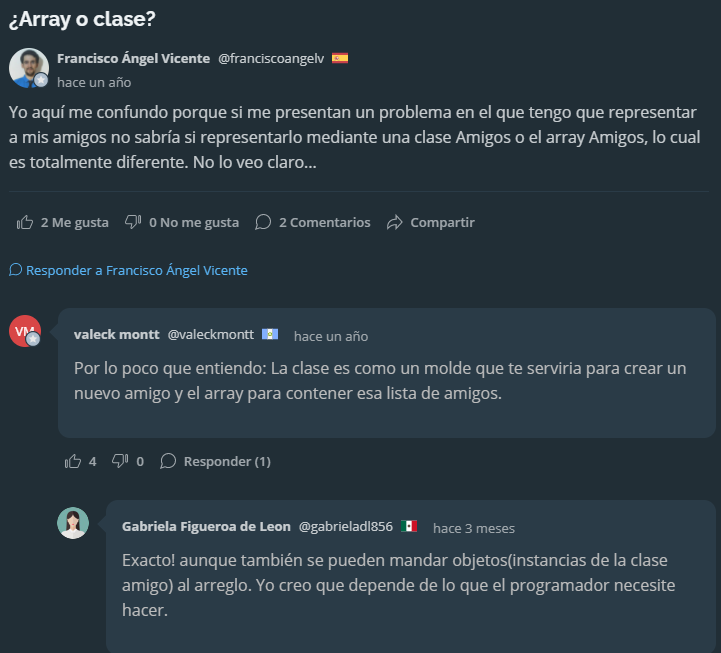 ¿Array o clase?
Francisco Ángel Vicente @franciscoangelv
hace un año
Yo aquí me confundo porque si me presentan un problema en el que tengo que representar
a mis amigos no sabría si representarlo mediante una clase Amigos o el array Amigos, lo cual
es totalmente diferente. No lo veo claro...
2 Me gusta 0 No me gusta 2 Comentarios Compartir
Responder a Francisco Ángel Vicente
VM
valeck montt @valeckmontt hace un año
Por lo poco que entiendo: La clase es como un molde que te serviria para crear un
nuevo amigo y el array para contener esa lista de amigos.
4 0 Responder (1)
Gabriela Figueroa de Leon @gabrieladl856 hace 3 meses
Exacto! aunque también se pueden mandar objetos(instancias de la clase
amigo) al arreglo. Yo creo que depende de lo que el programador necesite
hacer.